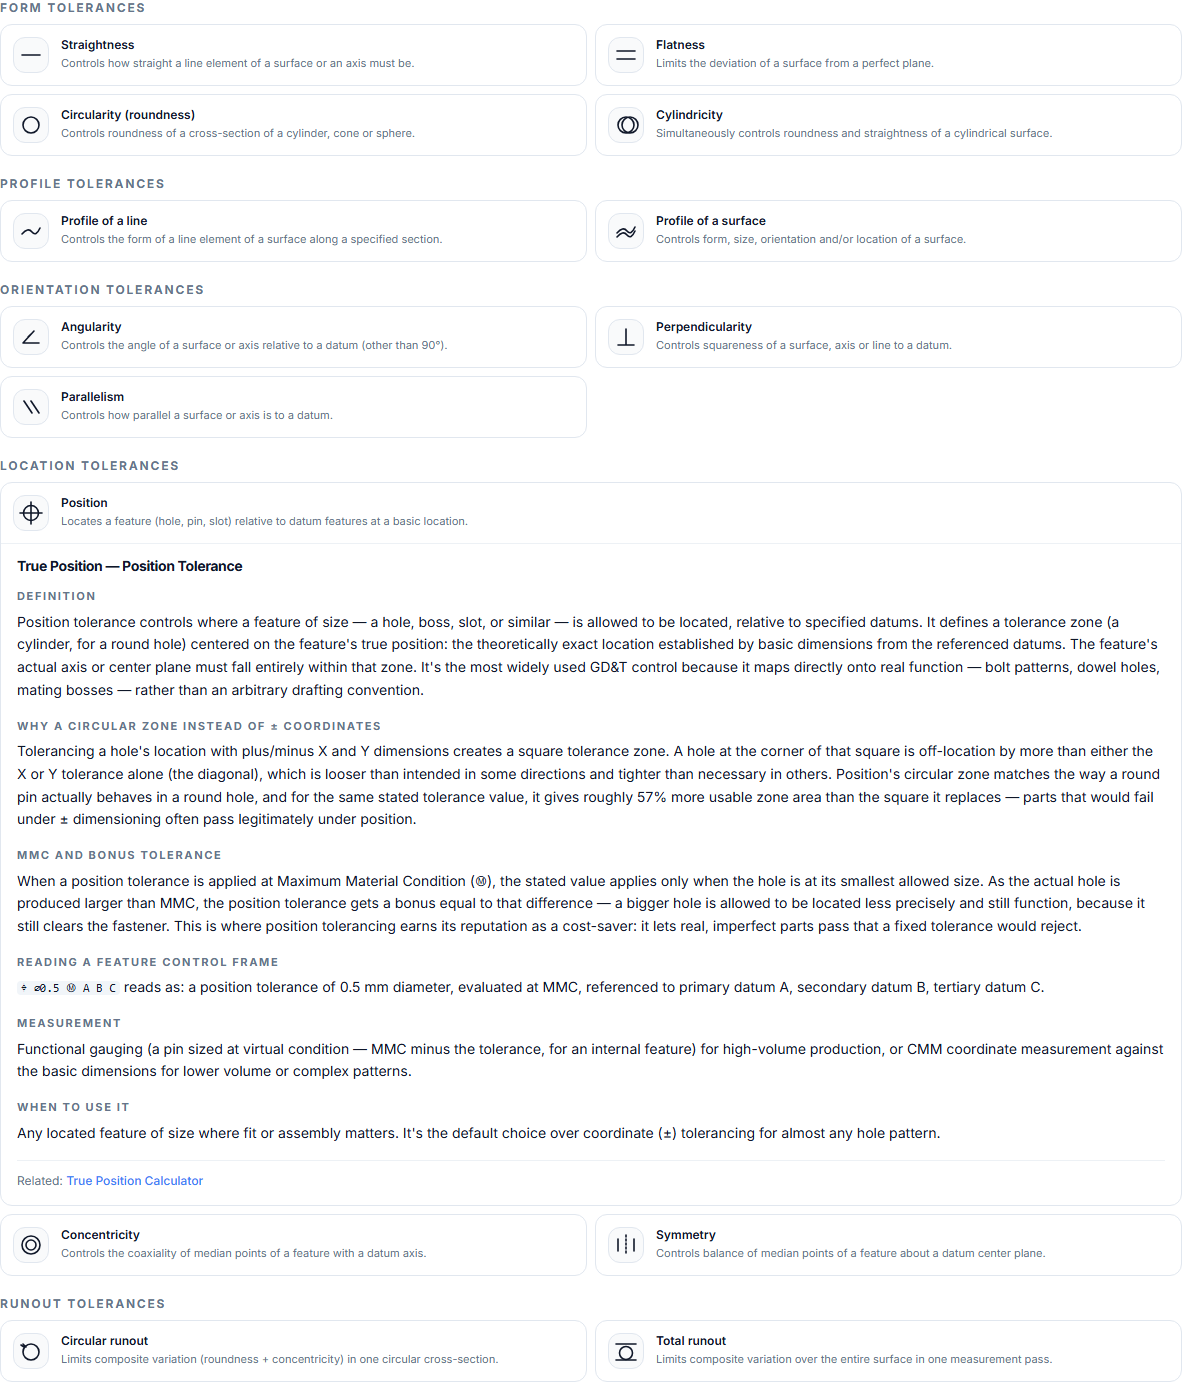 FORM TOLERANCES
Straightness
Controls how straight a line element of a surface or an axis must be.
Flatness
Limits the deviation of a surface from a perfect plane.
Circularity (roundness)
Controls roundness of a cross-section of a cylinder, cone or sphere.
Cylindricity
Simultaneously controls roundness and straightness of a cylindrical surface.
PROFILE TOLERANCES
Profile of a line
Controls the form of a line element of a surface along a specified section.
Profile of a surface
Controls form, size, orientation and/or location of a surface.
ORIENTATION TOLERANCES
Angularity
Controls the angle of a surface or axis relative to a datum (other than 90°).
Perpendicularity
Controls squareness of a surface, axis or line to a datum.
Parallelism
Controls how parallel a surface or axis is to a datum.
LOCATION TOLERANCES
Position
Locates a feature (hole, pin, slot) relative to datum features at a basic location.
True Position — Position Tolerance
DEFINITION
Position tolerance controls where a feature of size — a hole, boss, slot, or similar — is allowed to be located, relative to specified datums. It defines a tolerance zone (a
cylinder, for a round hole) centered on the feature's true position: the theoretically exact location established by basic dimensions from the referenced datums. The feature's
actual axis or center plane must fall entirely within that zone. It's the most widely used GD&T control because it maps directly onto real function — bolt patterns, dowel holes,
mating bosses — rather than an arbitrary drafting convention.
WHY A CIRCULAR ZONE INSTEAD OF ± COORDINATES
Tolerancing a hole's location with plus/minus X and Y dimensions creates a square tolerance zone. A hole at the corner of that square is off-location by more than either the
X or Y tolerance alone (the diagonal), which is looser than intended in some directions and tighter than necessary in others. Position's circular zone matches the way a round
pin actually behaves in a round hole, and for the same stated tolerance value, it gives roughly 57% more usable zone area than the square it replaces — parts that would fail
under ± dimensioning often pass legitimately under position.
MMC AND BONUS TOLERANCE
When a position tolerance is applied at Maximum Material Condition (Ⓜ), the stated value applies only when the hole is at its smallest allowed size. As the actual hole is
produced larger than MMC, the position tolerance gets a bonus equal to that difference — a bigger hole is allowed to be located less precisely and still function, because it
still clears the fastener. This is where position tolerancing earns its reputation as a cost-saver: it lets real, imperfect parts pass that a fixed tolerance would reject.
READING A FEATURE CONTROL FRAME
⌖ ⌀0.5 Ⓜ A B C reads as: a position tolerance of 0.5 mm diameter, evaluated at MMC, referenced to primary datum A, secondary datum B, tertiary datum C.
MEASUREMENT
Functional gauging (a pin sized at virtual condition — MMC minus the tolerance, for an internal feature) for high-volume production, or CMM coordinate measurement against
the basic dimensions for lower volume or complex patterns.
WHEN TO USE IT
Any located feature of size where fit or assembly matters. It's the default choice over coordinate (±) tolerancing for almost any hole pattern.
Related: True Position Calculator
Concentricity
Controls the coaxiality of median points of a feature with a datum axis.
Symmetry
Controls balance of median points of a feature about a datum center plane.
RUNOUT TOLERANCES
Circular runout
Limits composite variation (roundness + concentricity) in one circular cross-section.
Total runout
Limits composite variation over the entire surface in one measurement pass.